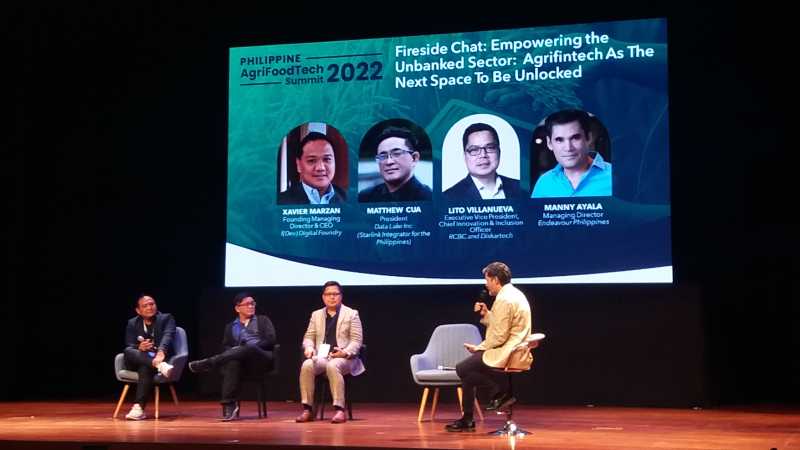 PHILIPPINE
AgriFoodTech
Summit
2022
Fireside Chat: Empowering the
Unbanked Sector: Agrifintech As The
Next Space To Be Unlocked
XAVIER MARZAN
Founding Managing
Director & CEO
f(Dev) Digital Foundry
MATTHEW CUA
President
Data Lake Inc
(Starlink Integrator for the
Philippines)
LITO VILLANUEVA
Executive Vice President,
Chief Innovation & Inclusion
Officer
RCBC and Diskartech
MANNY AYALA
Managing Director
Endeavour Philippines